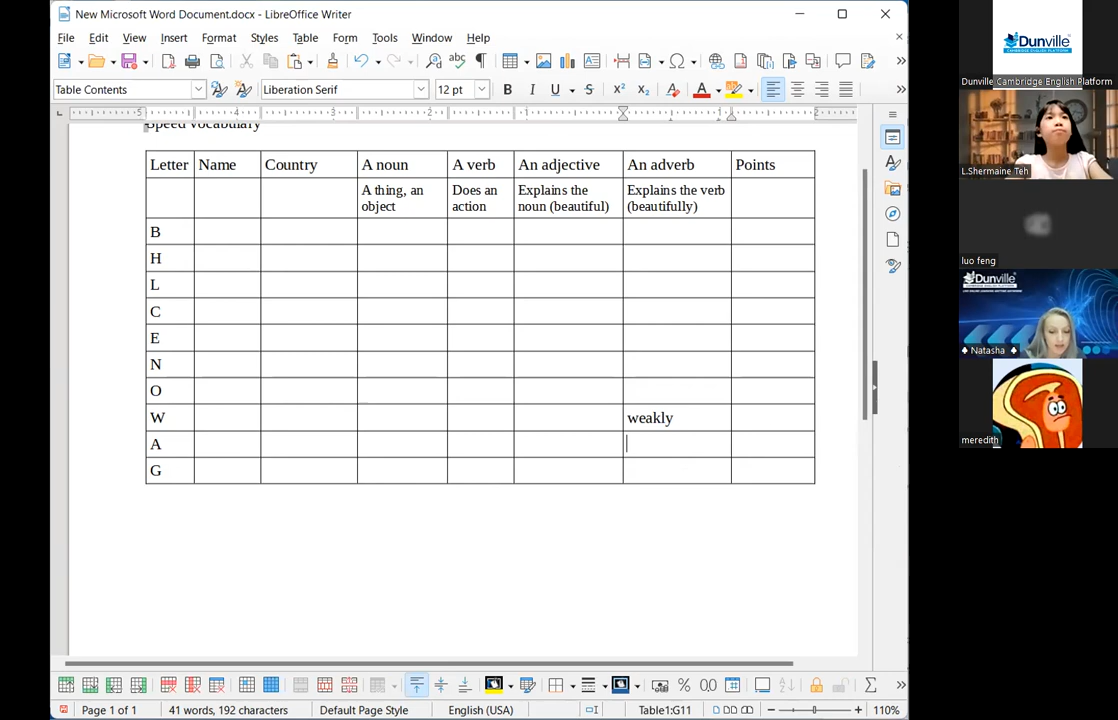 New Microsoft Word Document.docx - LibreOffice Writer
File Edit View Insert Format Styles Table Form Tools Window Help
Table Contents Liberation Serif 12 pt
Speed vocabulary
Letter Name Country A noun A verb An adjective An adverb Points
A thing, an object Does an action Explains the noun (beautiful) Explains the verb (beautifully)
B
H
L
C
E
N
O
W weakly
A
G
Page 1 of 1 41 words, 192 characters Default Page Style English (USA) Table1:G11 110%
Dunville
CAMBRIDGE ENGLISH PLATFORM
Dunville Cambridge English Platform
L.Shermaine Teh
luo feng
Dunville
Natasha
meredith